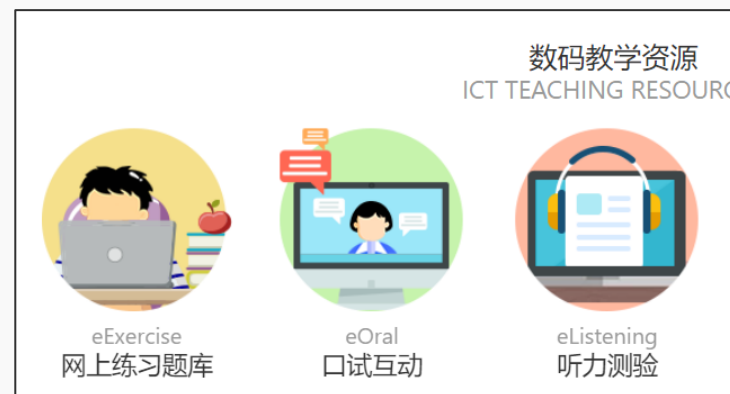 数码教学资源
ICT TEACHING RESOUR
eExercise
网上练习题库
eOral
口试互动
eListening
听力测验